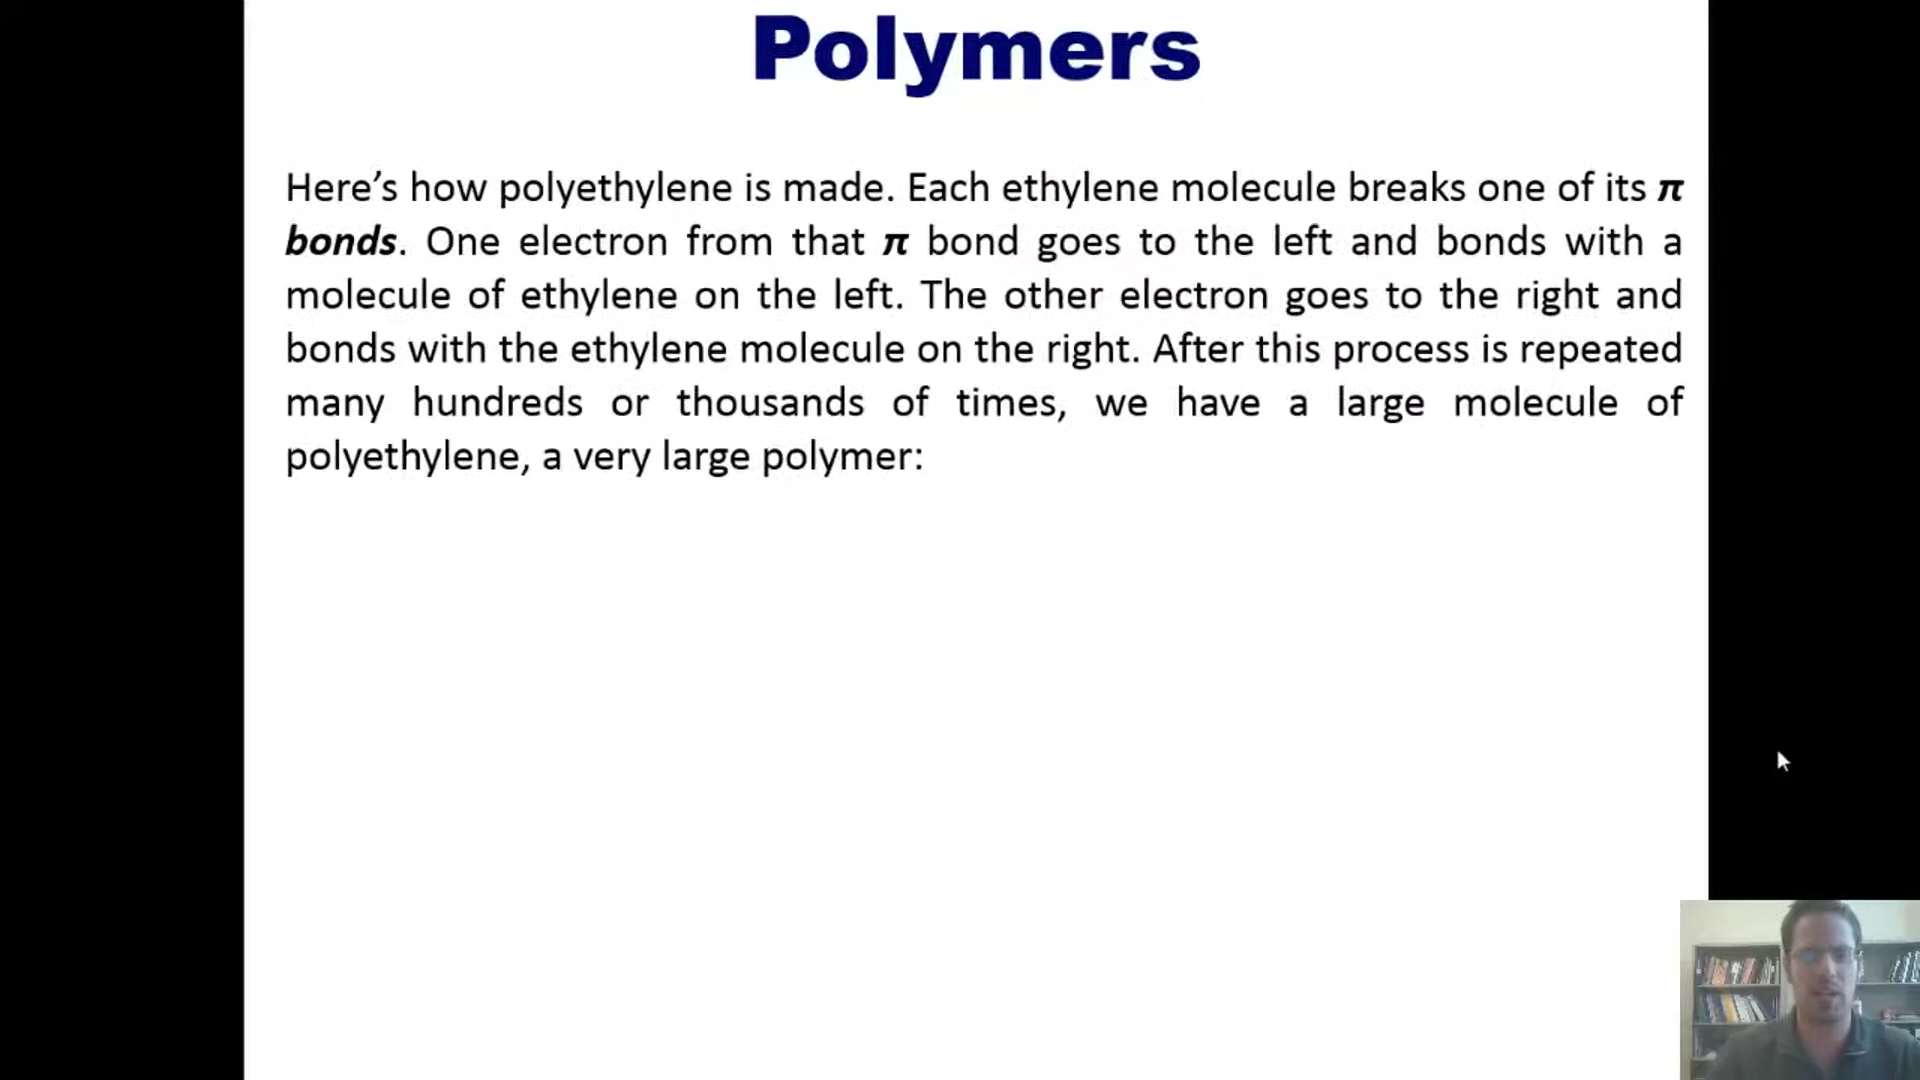 Polymers
Here’s how polyethylene is made. Each ethylene molecule breaks one of its π
bonds. One electron from that π bond goes to the left and bonds with a
molecule of ethylene on the left. The other electron goes to the right and
bonds with the ethylene molecule on the right. After this process is repeated
many hundreds or thousands of times, we have a large molecule of
polyethylene, a very large polymer: